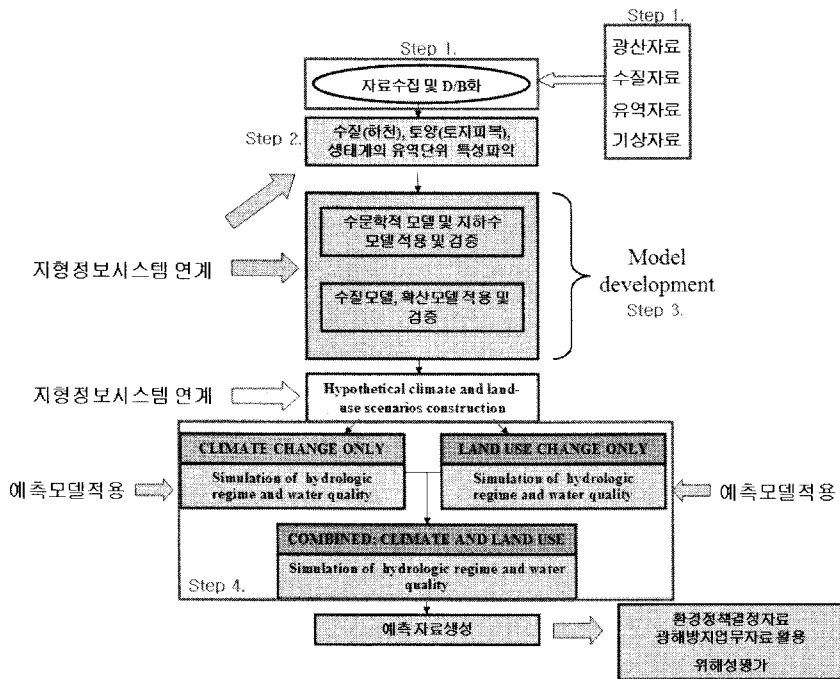 Step 1.
자료수집 및 D/B화
Step 1.
광산자료
수질자료
유역자료
기상자료
Step 2.
수질(하천), 토양(토지피복),
생태계의 유역단위 특성파악
지형정보시스템 연계
수문학적 모델 및 지하수
모델 적용 및 검증
수질모델, 확산모델 적용 및
검증
Model
development
Step 3.
지형정보시스템 연계
Hypothetical climate and land-
use scenarios construction
CLIMATE CHANGE ONLY
Simulation of hydrologic
regime and water quality
LAND USE CHANGE ONLY
Simulation of hydrologic
regime and water quality
예측모델적용
예측모델적용
COMBINED: CLIMATE AND LAND USE
Simulation of hydrologic regime and water
quality
Step 4.
예측 자료생성
환경정책결정자료
광해방지업무자료 활용
위해성평가